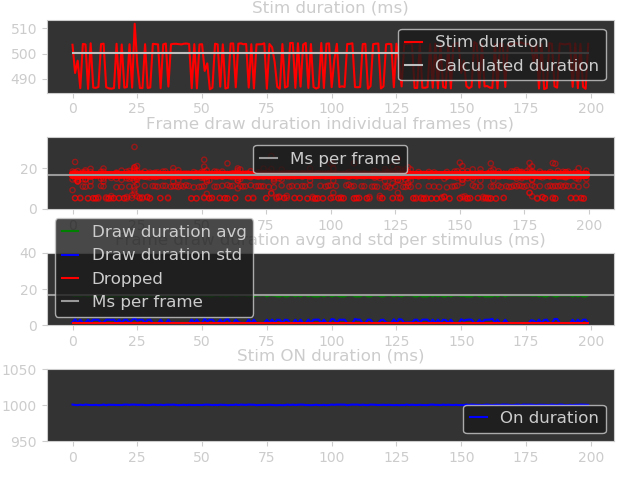 Stim duration (ms)
510
500
490
Stim duration
Calculated duration
0 25 50 75 100 125 150 175 200
Frame draw duration individual frames (ms)
20
0
Ms per frame
0 25 50 75 100 125 150 175 200
Frame draw duration avg and std per stimulus (ms)
40
20
0
Draw duration avg
Draw duration std
Dropped
Ms per frame
0 25 50 75 100 125 150 175 200
Stim ON duration (ms)
1050
1000
950
On duration
0 25 50 75 100 125 150 175 200